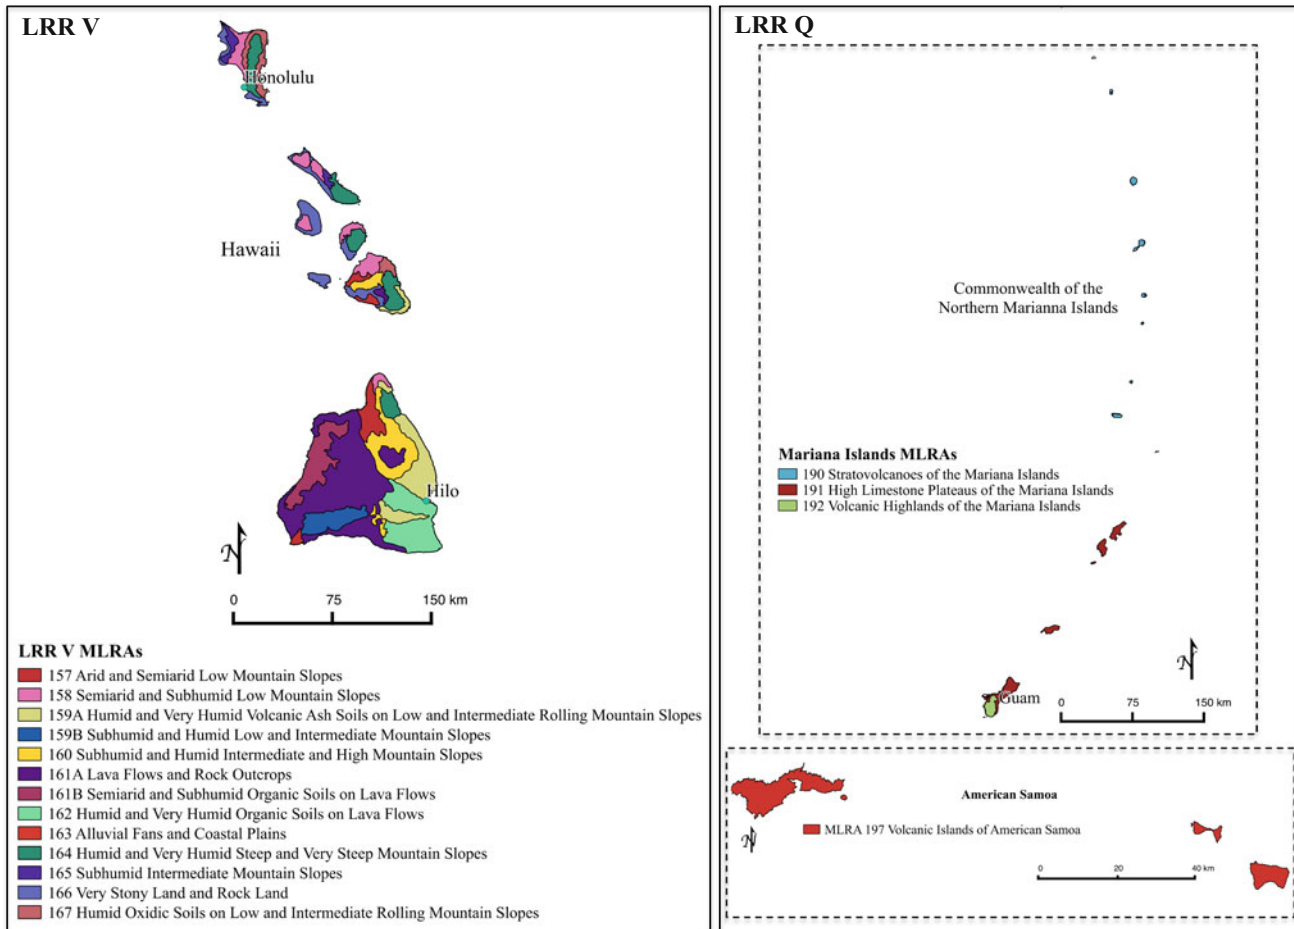 LRR V
Honolulu
Hawaii
Hilo
N
0 75 150 km
LRR V MLRAs
157 Arid and Semiarid Low Mountain Slopes
158 Semiarid and Subhumid Low Mountain Slopes
159A Humid and Very Humid Volcanic Ash Soils on Low and Intermediate Rolling Mountain Slopes
159B Subhumid and Humid Low and Intermediate Mountain Slopes
160 Subhumid and Humid Intermediate and High Mountain Slopes
161A Lava Flows and Rock Outcrops
161B Semiarid and Subhumid Organic Soils on Lava Flows
162 Humid and Very Humid Organic Soils on Lava Flows
163 Alluvial Fans and Coastal Plains
164 Humid and Very Humid Steep and Very Steep Mountain Slopes
165 Subhumid Intermediate Mountain Slopes
166 Very Stony Land and Rock Land
167 Humid Oxidic Soils on Low and Intermediate Rolling Mountain Slopes
LRR Q
Commonwealth of the
Northern Marianna Islands
Mariana Islands MLRAs
190 Stratovolcanoes of the Mariana Islands
191 High Limestone Plateaus of the Mariana Islands
192 Volcanic Highlands of the Mariana Islands
N
Guam
0 75 150 km
American Samoa
MLRA 197 Volcanic Islands of American Samoa
N
0 20 40 km